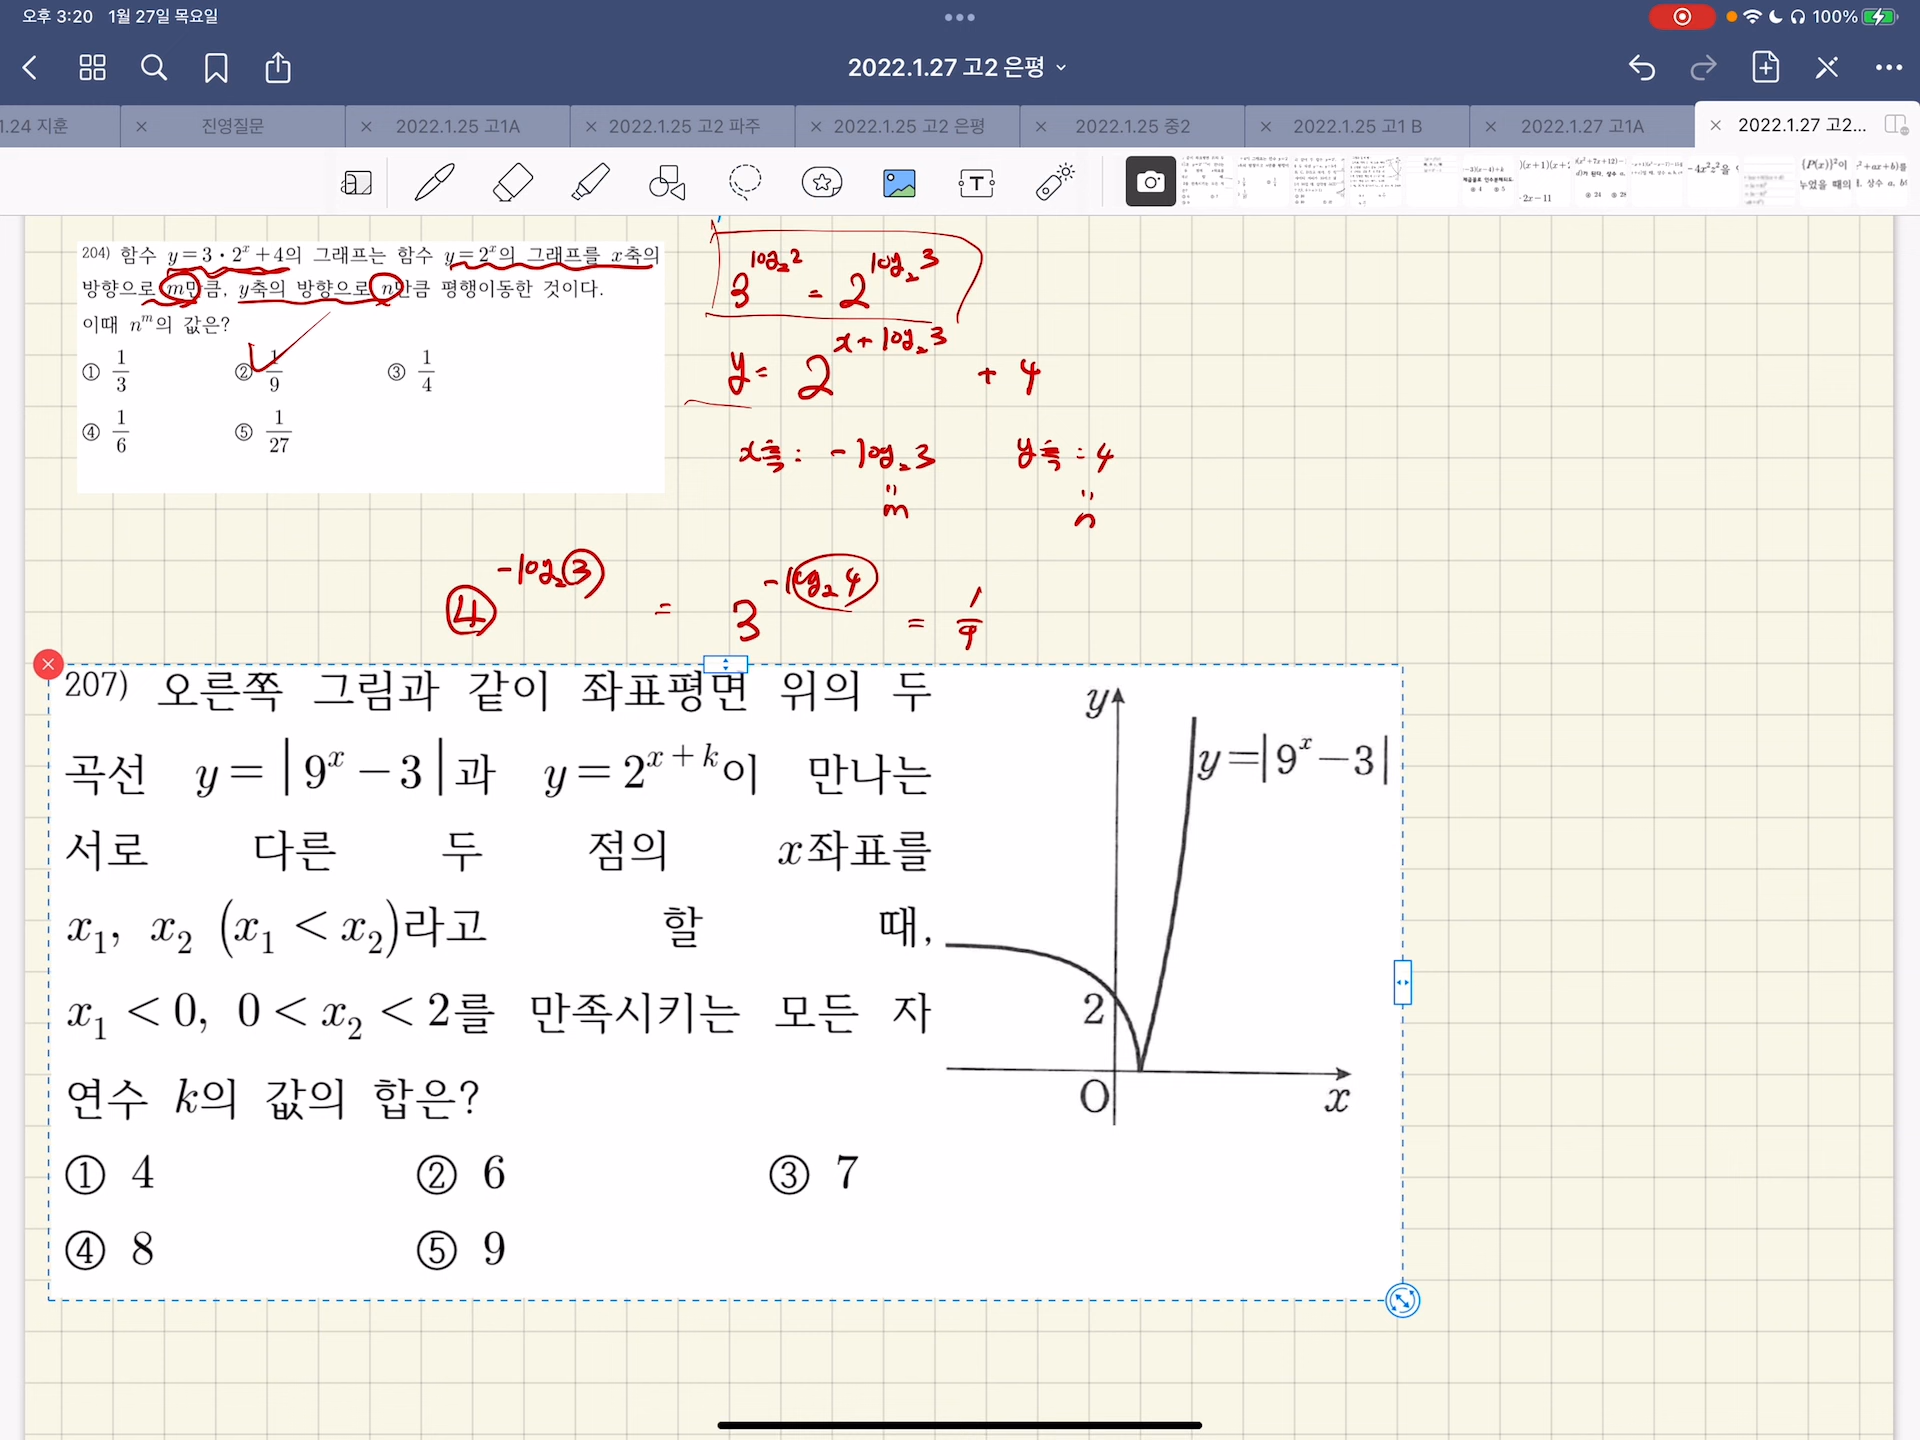 오후 3:20 1월 27일 목요일
100%
2022.1.27 고2 은평
1.24 지훈
진영질문
2022.1.25 고1A
2022.1.25 고2 파주
2022.1.25 고2 은평
2022.1.25 중2
2022.1.25 고1 B
2022.1.27 고1A
2022.1.27 고2...
204) 함수 y=3·2^x+4의 그래프는 함수 y=2^x의 그래프를 x축의
방향으로 m만큼, y축의 방향으로 n만큼 평행이동한 것이다.
이때 n^m의 값은?
① 1/3 ② 1/9 ③ 1/4
④ 1/6 ⑤ 1/27
3^{log₂2} = 2^{log₂3}
y= 2^{x+log₂3} + 4
x축: -log₂3 y축: 4
" "
m n
4^{-log₂3} = 3^{-log₂4} = 1/9
207) 오른쪽 그림과 같이 좌표평면 위의 두
곡선 y=|9^x-3|과 y=2^{x+k}이 만나는
서로 다른 두 점의 x좌표를
x₁, x₂ (x₁<x₂)라고 할 때,
x₁<0, 0<x₂<2를 만족시키는 모든 자
연수 k의 값의 합은?
① 4 ② 6 ③ 7
④ 8 ⑤ 9
y
y=|9^x-3|
2
O
x